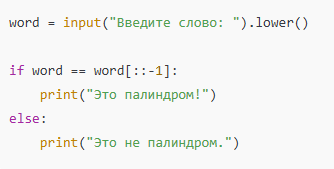 word = input("Введите слово: ").lower()
if word == word[::-1]:
    print("Это палиндром!")
else:
    print("Это не палиндром.")